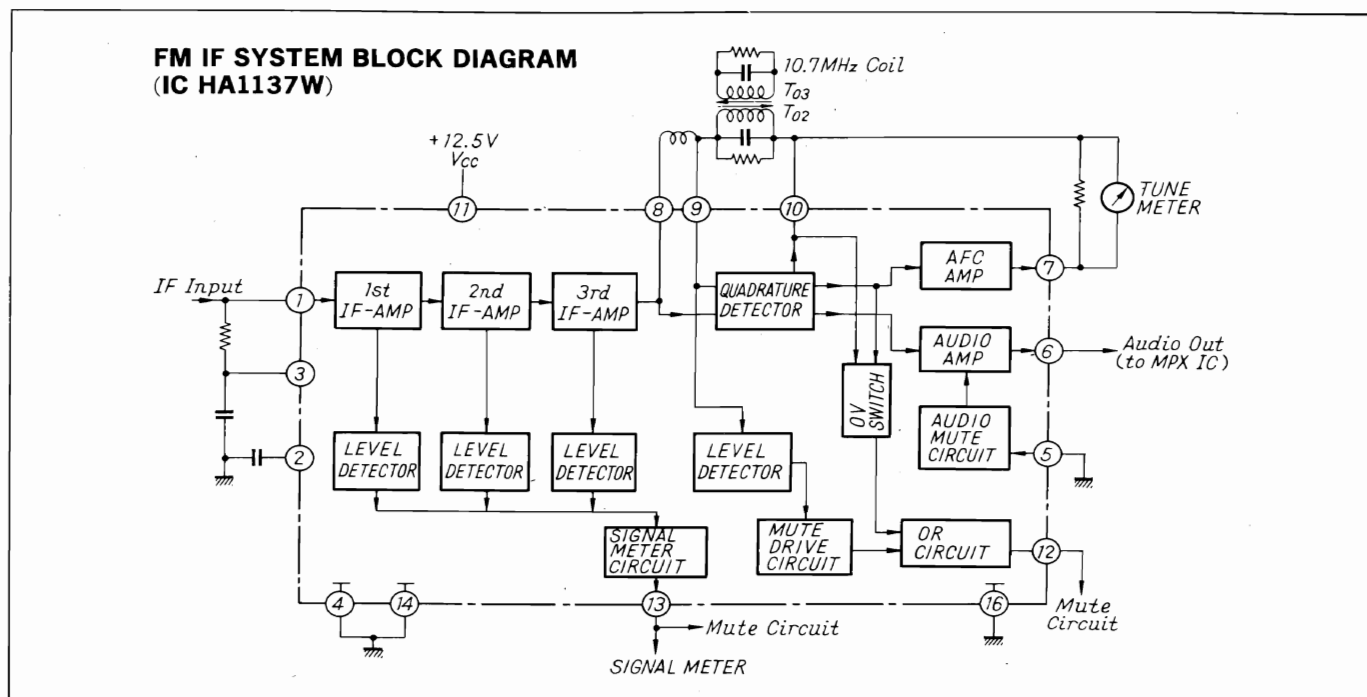 FM IF SYSTEM BLOCK DIAGRAM
(IC HA1137W)
10.7MHz Coil
T03
T02
+12.5V
VCC
11
8
9
10
TUNE
METER
IF Input
1
1st
IF-AMP
2nd
IF-AMP
3rd
IF-AMP
QUADRATURE
DETECTOR
AFC
AMP
7
3
AUDIO
AMP
6
Audio Out
(to MPX IC)
OV
SWITCH
2
LEVEL
DETECTOR
LEVEL
DETECTOR
LEVEL
DETECTOR
LEVEL
DETECTOR
AUDIO
MUTE
CIRCUIT
5
SIGNAL
METER
CIRCUIT
MUTE
DRIVE
CIRCUIT
OR
CIRCUIT
12
4
14
13
16
Mute
Circuit
Mute Circuit
SIGNAL METER